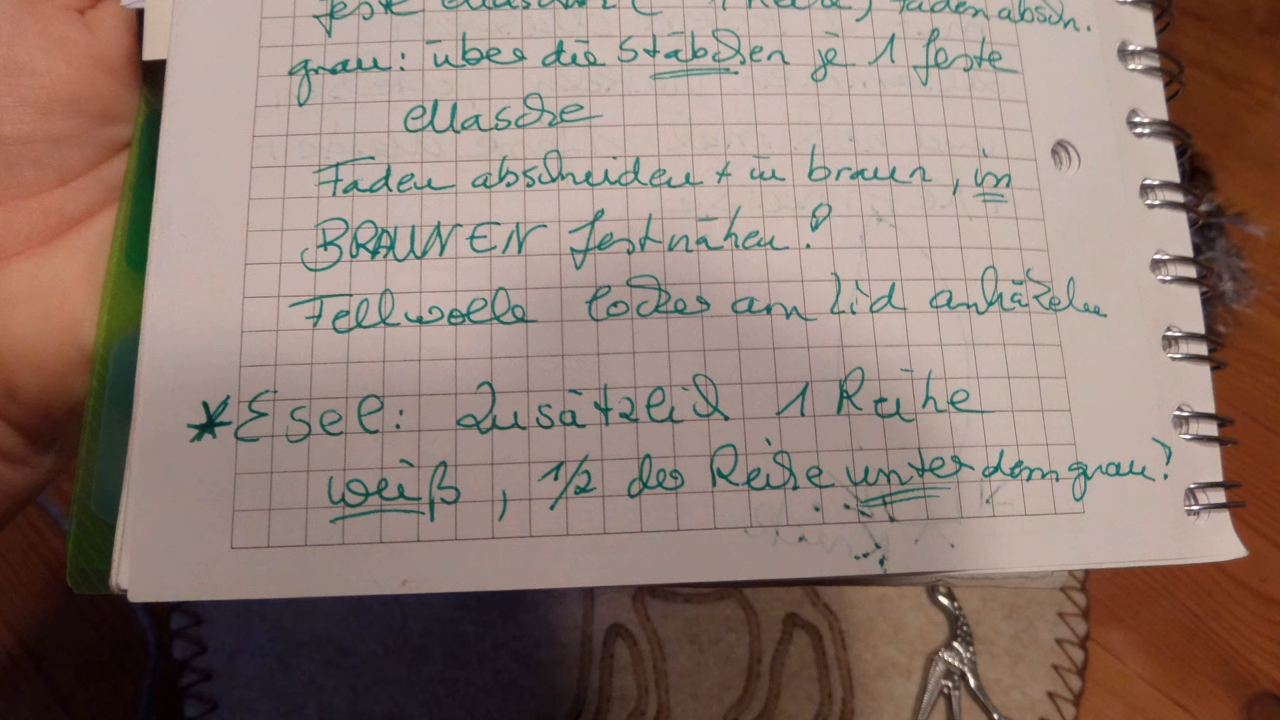 feste Masche ( 1 Reihe) Faden absch.
grau: über die Stäbchen je 1 feste
Masche
Faden abschneiden + in braun, im
BRAUNEN festnähen!
Fellwolle locker am Lid anhäkeln
*Esel: Zusätzlich 1 Reihe
weiß, 1/2 der Reihe unter dem grau!